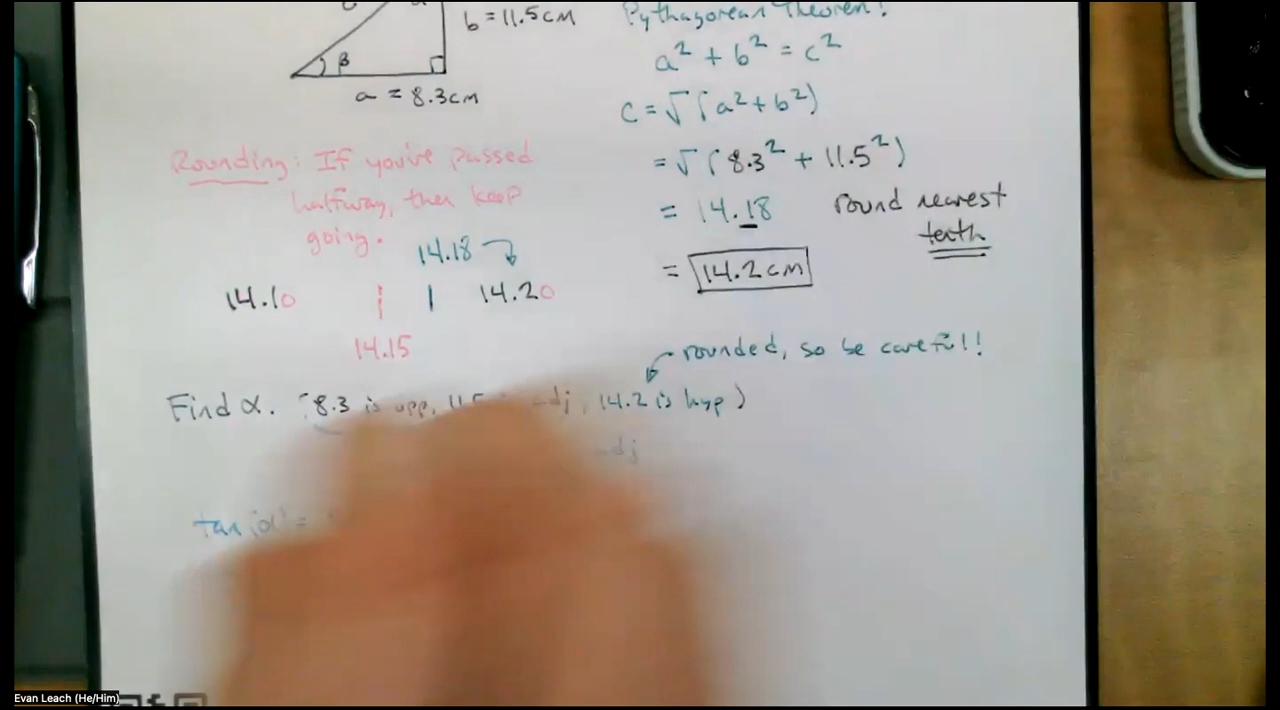 b = 11.5cm
β
a = 8.3cm
Pythagorean Theorem!
a² + b² = c²
c = √(a² + b²)
= √(8.3² + 11.5²)
= 14.18 round nearest
tenth
= 14.2cm
Rounding: If you've passed
halfway, then keep
going.
14.18
14.10 14.20
14.15
rounded, so be careful!!
Find α. (8.3 is opp, 14.2 is hyp)
tan(α) =
Evan Leach (He/Him)